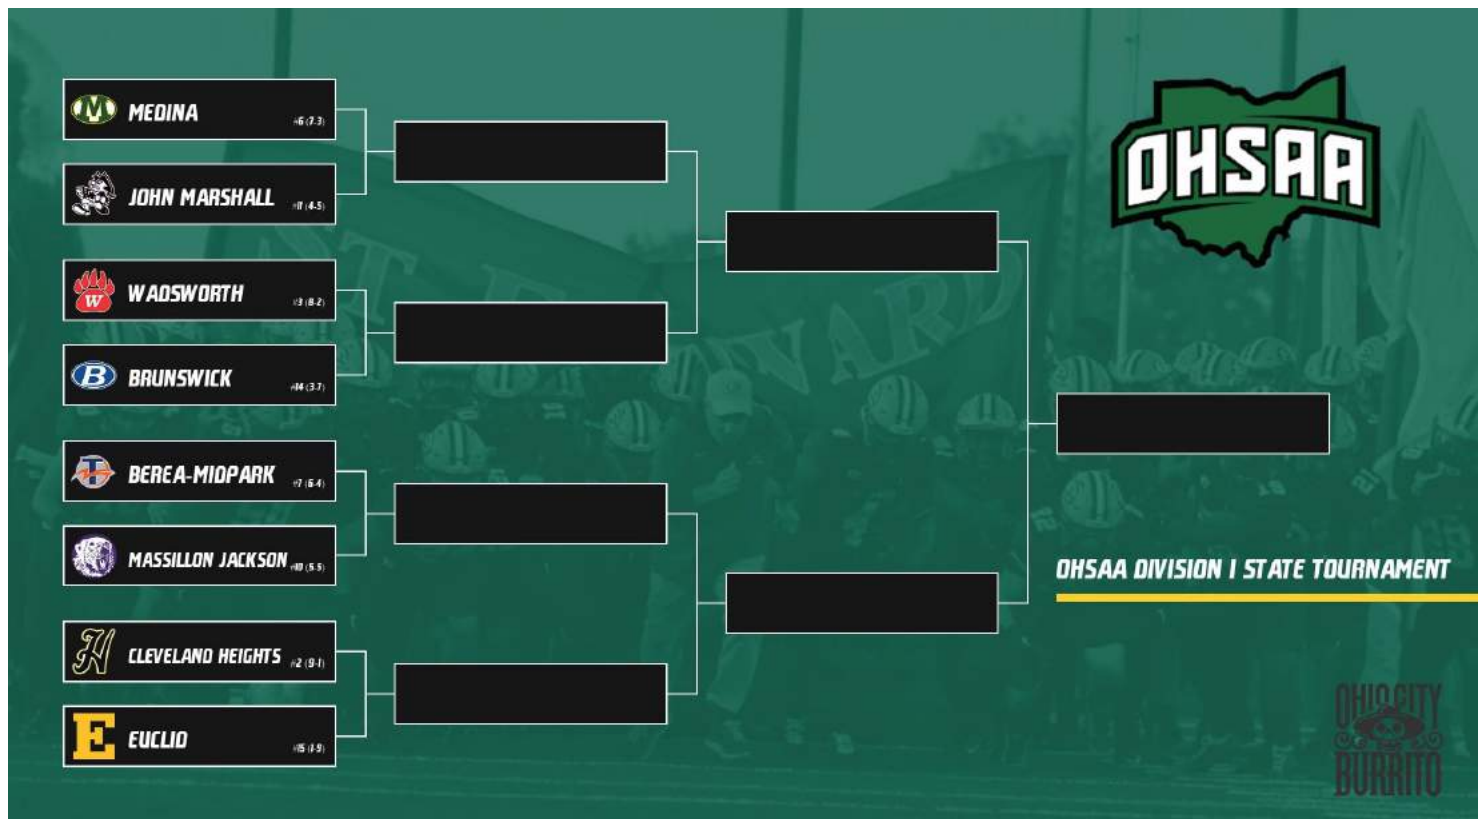 MEDINA #6 (7-3)
JOHN MARSHALL #11 (4-5)
WADSWORTH #3 (8-2)
BRUNSWICK #14 (3-7)
BEREA-MIDPARK #7 (6-4)
MASSILLON JACKSON #10 (5-5)
CLEVELAND HEIGHTS #2 (9-1)
EUCLID #15 (1-9)
M
W
B
T
H
E
ST. EDWARD
OHSAA
OHSAA DIVISION I STATE TOURNAMENT
OHIO CITY
BURRITO